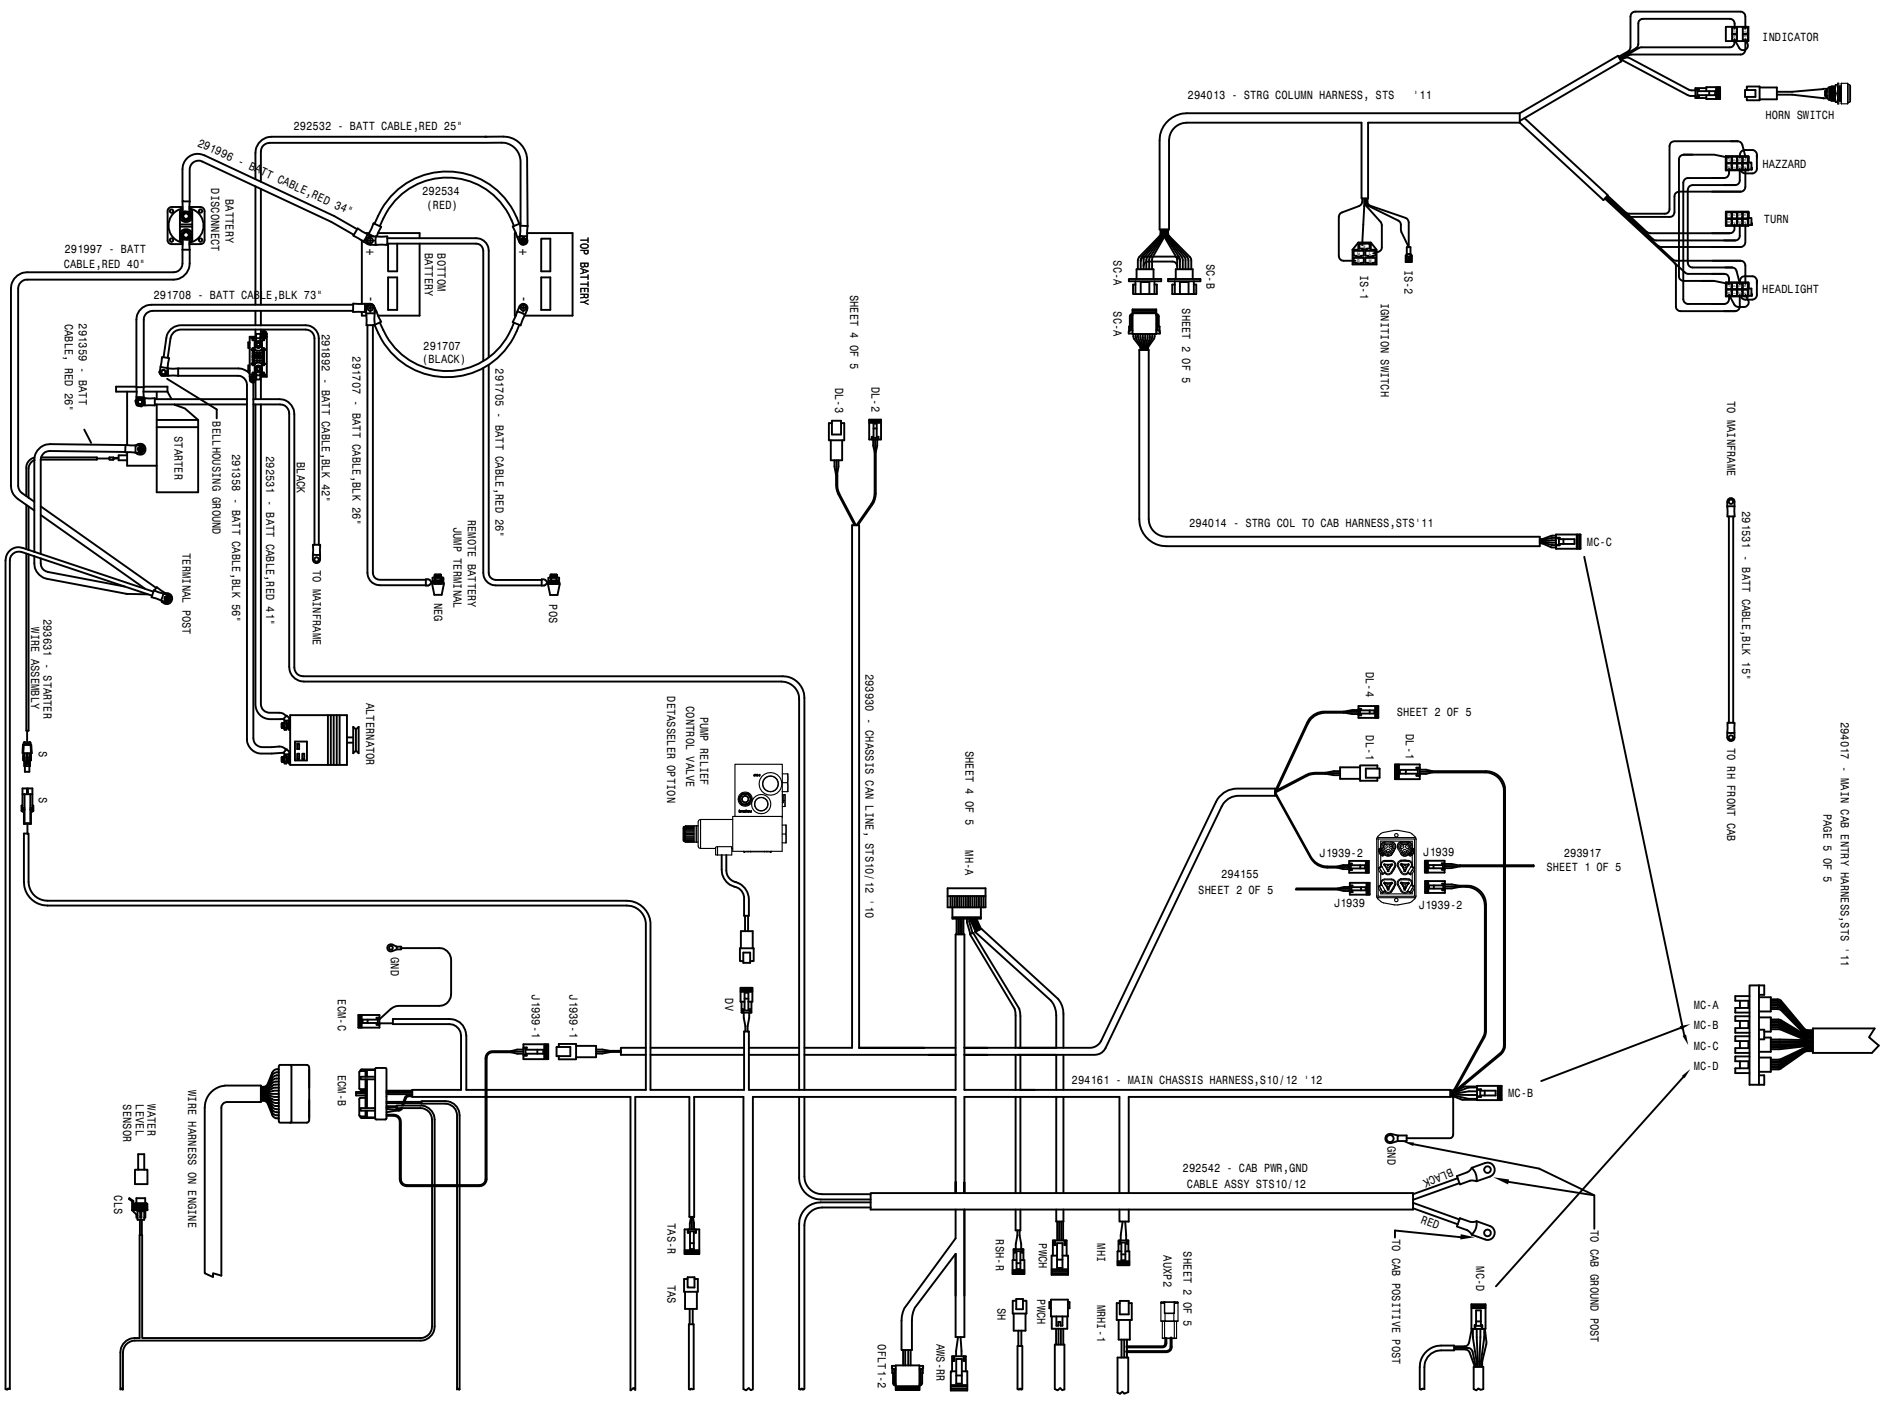 INDICATOR
HORN SWITCH
HAZZARD
TURN
HEADLIGHT
294013 - STRG COLUMN HARNESS, STS '11
SC-A
SC-B
SC-A
SHEET 2 OF 5
IS-1
IS-2
IGNITION SWITCH
294014 - STRG COL TO CAB HARNESS,STS'11
MC-C
TO MAINFRAME
291531 - BATT CABLE,BLK 15"
TO RH FRONT CAB
294017 - MAIN CAB ENTRY HARNESS,STS '11
PAGE 5 OF 5
MC-A
MC-B
MC-C
MC-D
292532 - BATT CABLE,RED 25"
291996 - BATT CABLE,RED 34"
292534
(RED)
BATTERY
DISCONNECT
291997 - BATT
CABLE,RED 40"
BOTTOM
BATTERY
+
-
TOP BATTERY
+
-
291708 - BATT CABLE,BLK 73"
291707
(BLACK)
291359 - BATT
CABLE, RED 26"
291892 - BATT CABLE,BLK 42"
291707 - BATT CABLE,BLK 26"
291705 - BATT CABLE,RED 26"
STARTER
BELLHOUSING GROUND
291358 - BATT CABLE,BLK 56"
292531 - BATT CABLE,RED 41"
BLACK
TO MAINFRAME
REMOTE BATTERY
JUMP TERMINAL
NEG
POS
TERMINAL POST
293631 - STARTER
WIRE ASSEMBLY
S
S
ALTERNATOR
SHEET 4 OF 5
DL-3
DL-2
293930 - CHASSIS CAN LINE, STS10/12 '10
PUMP RELIEF
CONTROL VALVE
DETASSELER OPTION
DV
SHEET 4 OF 5
MH-A
DL-4
SHEET 2 OF 5
DL-1
DL-1
J1939-2
J1939
293917
SHEET 1 OF 5
294155
SHEET 2 OF 5
J1939
J1939-2
GND
ECM-C
J1939-1
J1939-1
ECM-B
WIRE HARNESS ON ENGINE
WATER
LEVEL
SENSOR
CLS
294161 - MAIN CHASSIS HARNESS,S10/12 '12
MC-B
GND
292542 - CAB PWR,GND
CABLE ASSY STS10/12
BLACK
RED
TO CAB GROUND POST
TO CAB POSITIVE POST
MC-D
TAS-R
TAS
RSH-R
PWCH
MHI
SH
PWCH
MRHI-1
SHEET 2 OF 5
AUXP2
OFLT1-2
AWS-RR